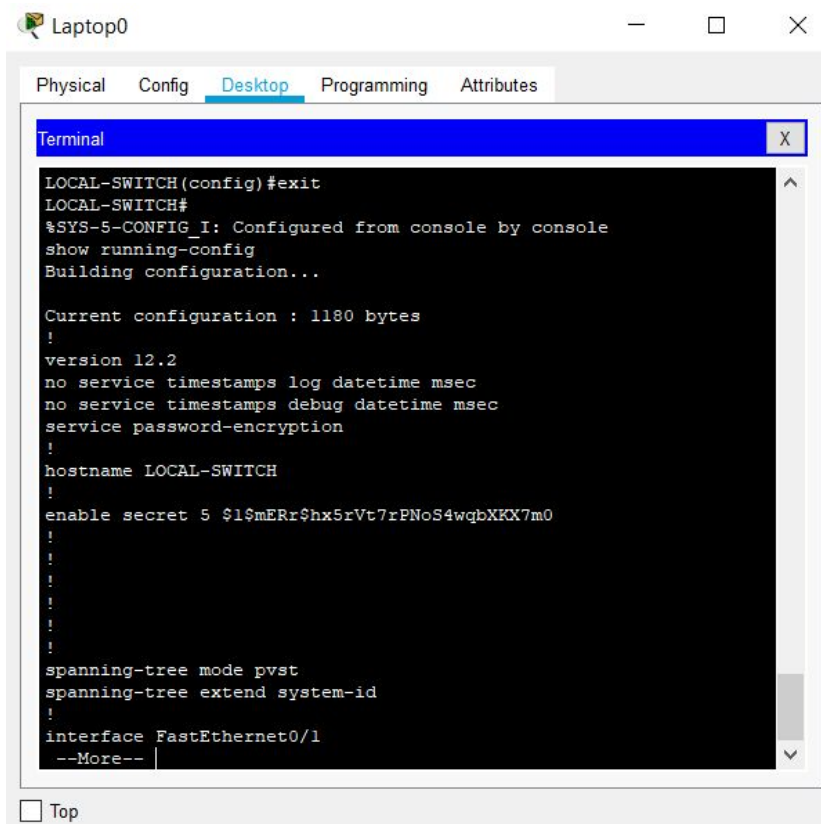 Laptop0
Physical Config Desktop Programming Attributes
Terminal
X
LOCAL-SWITCH(config)#exit
LOCAL-SWITCH#
%SYS-5-CONFIG_I: Configured from console by console
show running-config
Building configuration...
Current configuration : 1180 bytes
!
version 12.2
no service timestamps log datetime msec
no service timestamps debug datetime msec
service password-encryption
!
hostname LOCAL-SWITCH
!
enable secret 5 $1$mERr$hx5rVt7rPNoS4wqbXKX7m0
!
!
!
!
!
!
spanning-tree mode pvst
spanning-tree extend system-id
!
interface FastEthernet0/1
--More--
Top